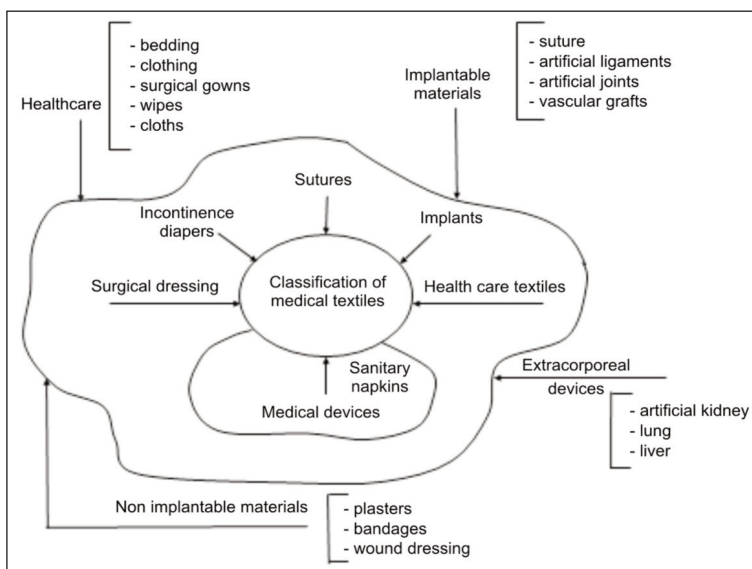 Healthcare
- bedding
- clothing
- surgical gowns
- wipes
- cloths
Implantable
materials
- suture
- artificial ligaments
- artificial joints
- vascular grafts
Sutures
Incontinence
diapers
Implants
Surgical dressing
Classification of
medical textiles
Health care textiles
Sanitary
napkins
Medical devices
Extracorporeal
devices
- artificial kidney
- lung
- liver
Non implantable materials
- plasters
- bandages
- wound dressing